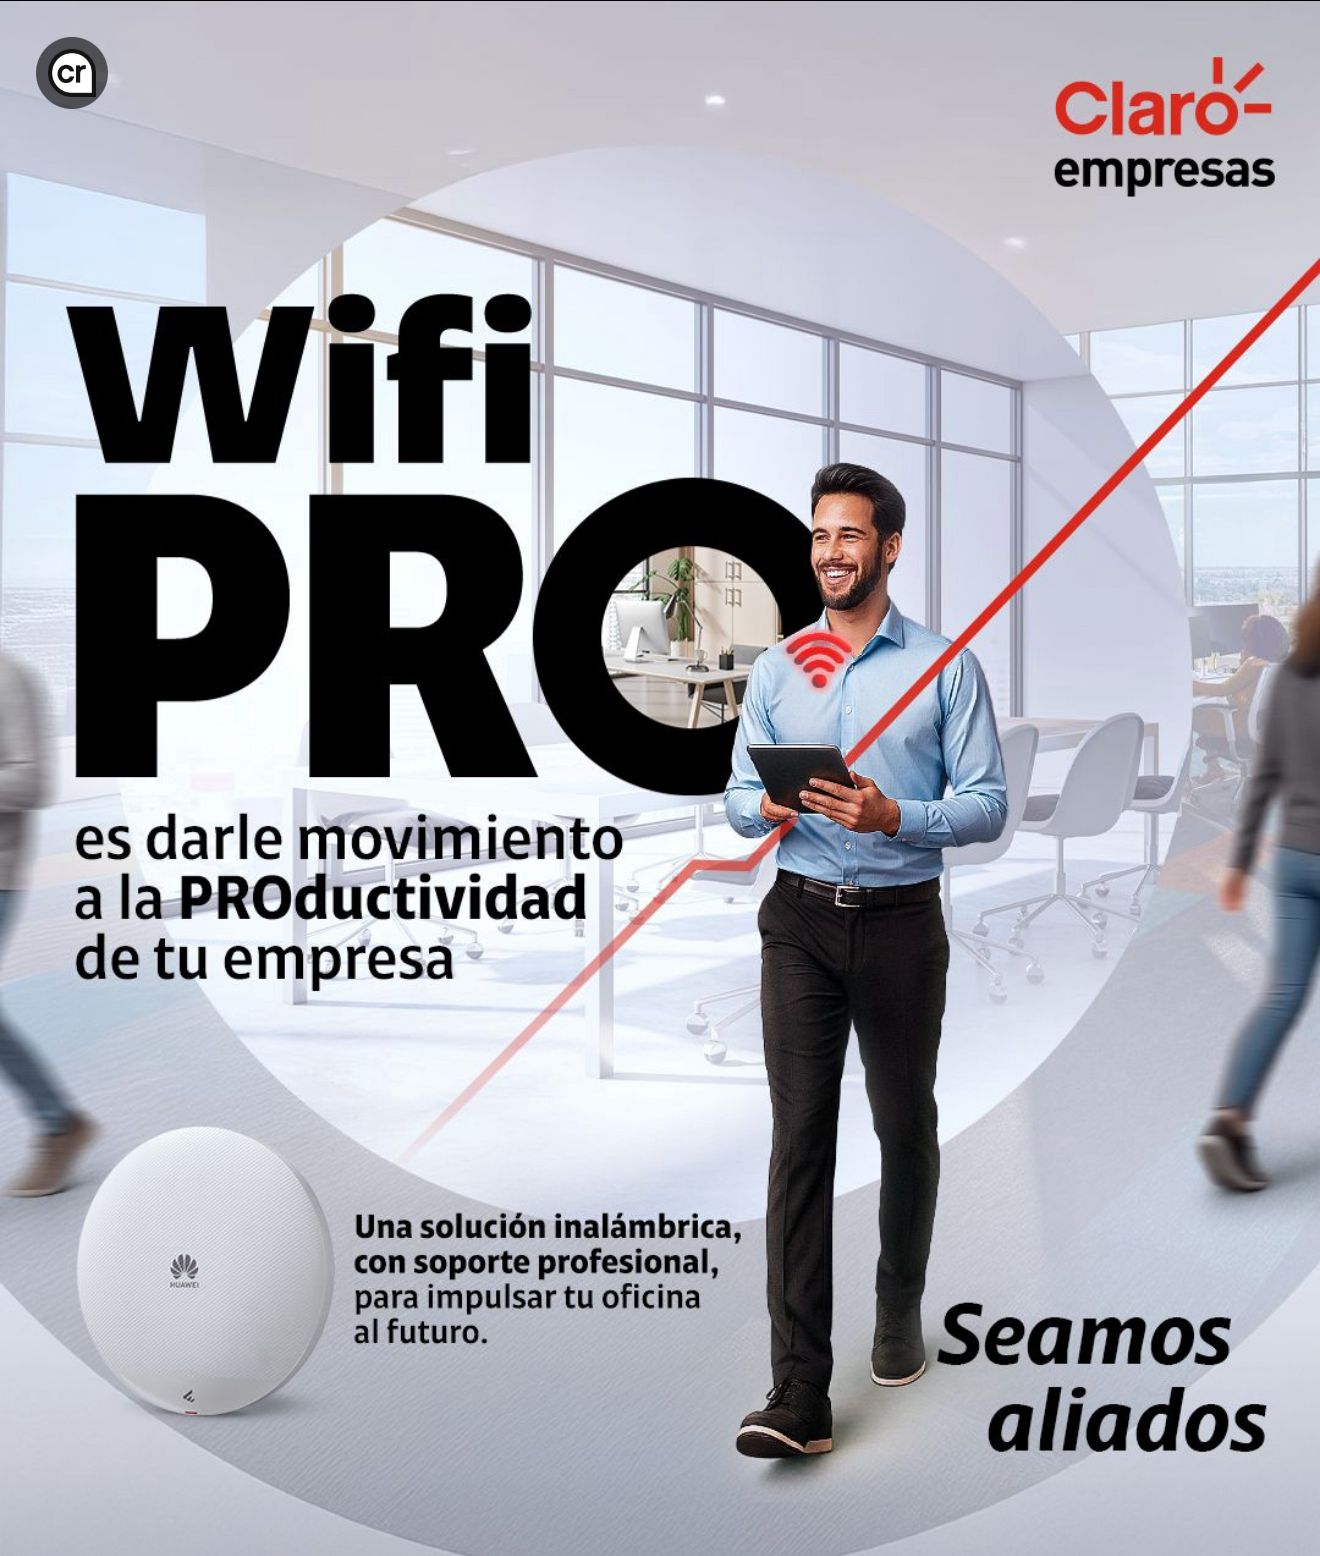 cr
Claro
empresas
Wifi
PRO
es darle movimiento
a la PROductividad
de tu empresa
HUAWEI
Una solución inalámbrica,
con soporte profesional,
para impulsar tu oficina
al futuro.
Seamos
aliados